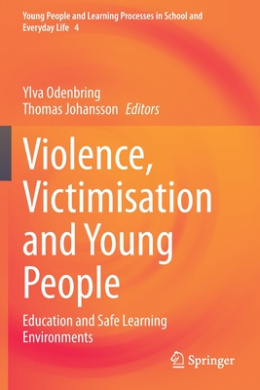 Young People and Learning Processes in School and
Everyday Life 4
Ylva Odenbring
Thomas Johansson Editors
Violence,
Victimisation
and Young
People
Education and Safe Learning
Environments
Springer